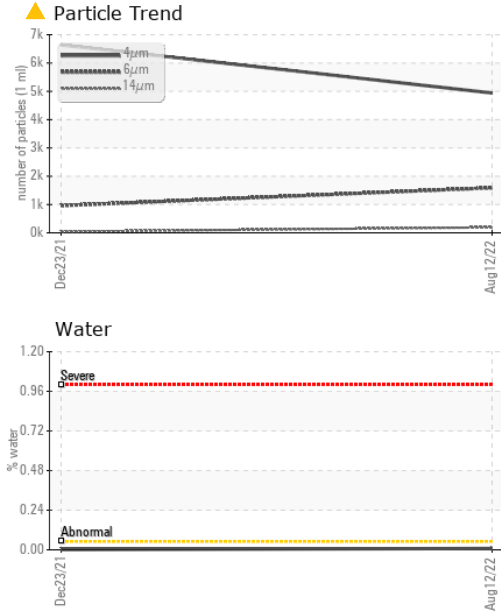 Particle Trend
number of particles (1 ml)
7k
6k
5k
4k
3k
2k
1k
0k
4µm
6µm
14µm
Dec23/21
Aug12/22
Water
% water
1.20
0.96
0.72
0.48
0.24
0.00
Severe
Abnormal
Dec23/21
Aug12/22